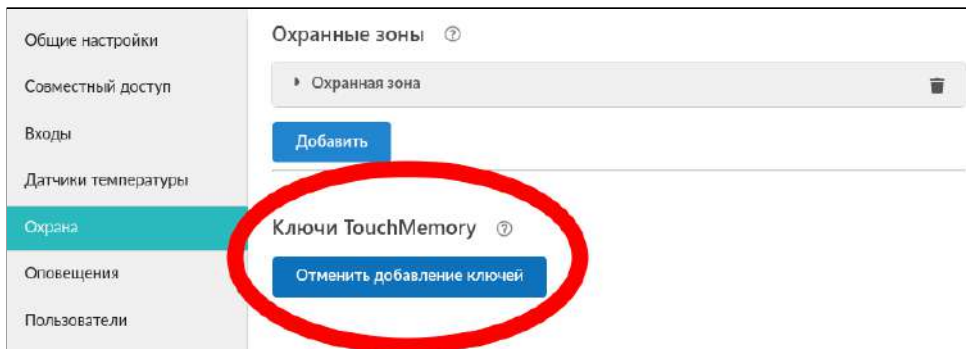 Общие настройки
Совместный доступ
Входы
Датчики температуры
Охрана
Оповещения
Пользователи
Охранные зоны
Охранная зона
Добавить
Ключи TouchMemory
Отменить добавление ключей